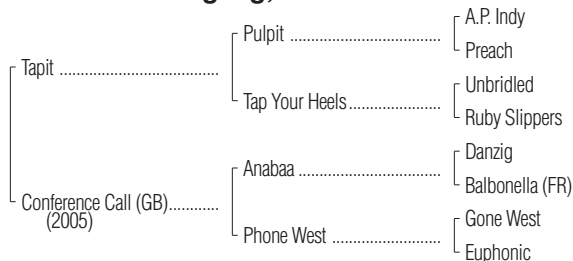 A.P. Indy
Pulpit
Preach
Tapit
Unbridled
Tap Your Heels
Ruby Slippers
Danzig
Anabaa
Balbonella (FR)
Conference Call (GB)
(2005)
Gone West
Phone West
Euphonic